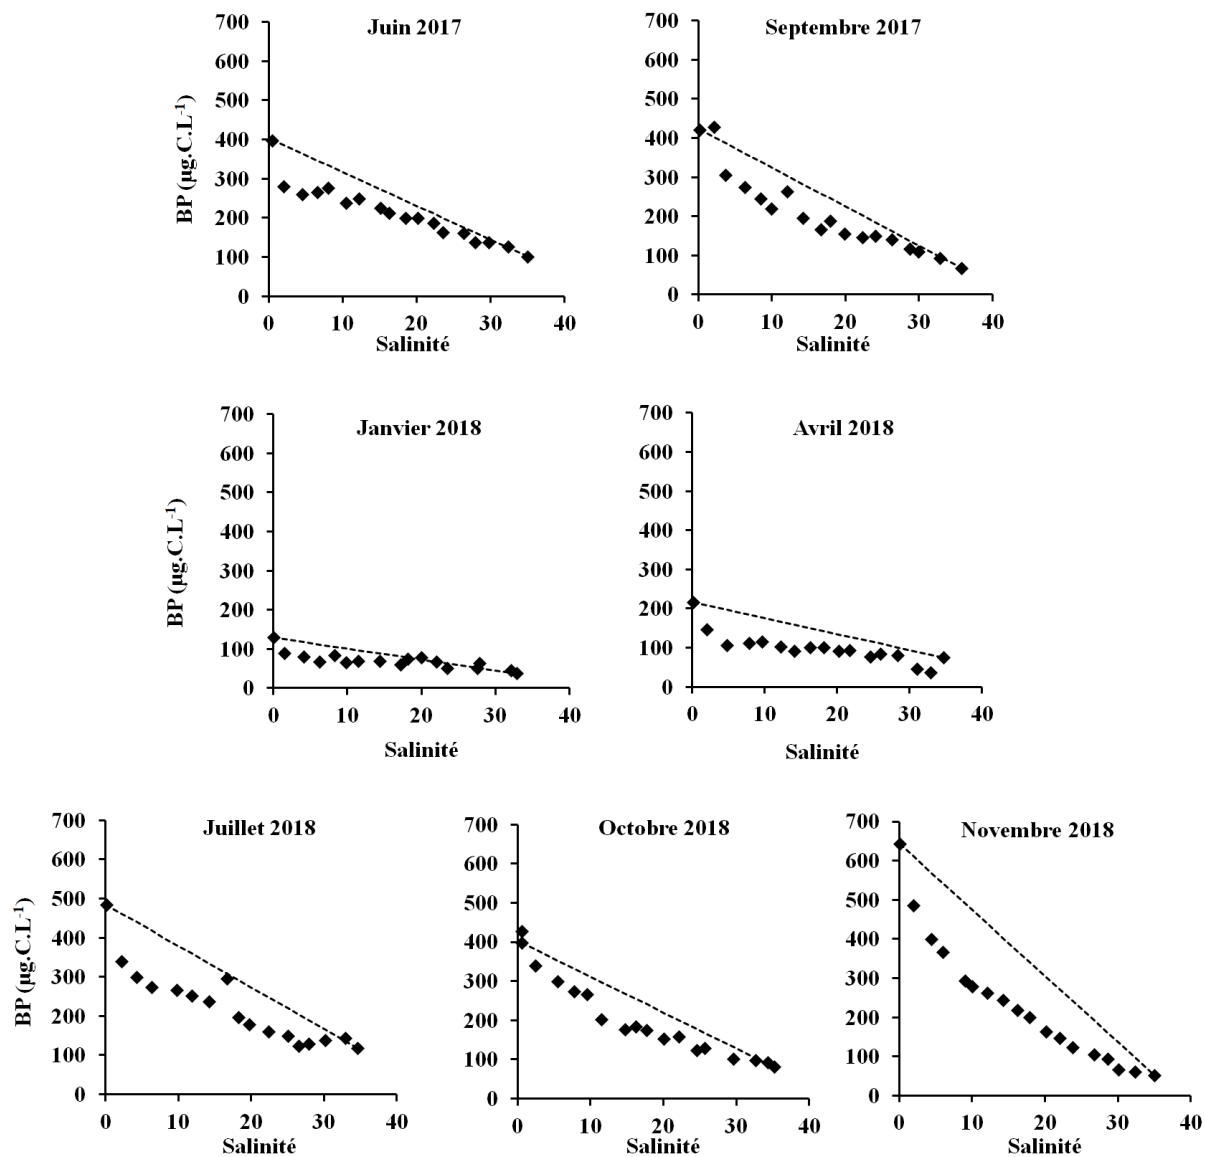 Juin 2017
BP (µg.C.L-1)
700
600
500
400
300
200
100
0
0 10 20 30 40
Salinité
Septembre 2017
700
600
500
400
300
200
100
0
0 10 20 30 40
Salinité
Janvier 2018
BP (µg.C.L-1)
700
600
500
400
300
200
100
0
0 10 20 30 40
Salinité
Avril 2018
700
600
500
400
300
200
100
0
0 10 20 30 40
Salinité
Juillet 2018
BP (µg.C.L-1)
700
600
500
400
300
200
100
0
0 10 20 30 40
Salinité
Octobre 2018
700
600
500
400
300
200
100
0
0 10 20 30 40
Salinité
Novembre 2018
700
600
500
400
300
200
100
0
0 10 20 30 40
Salinité